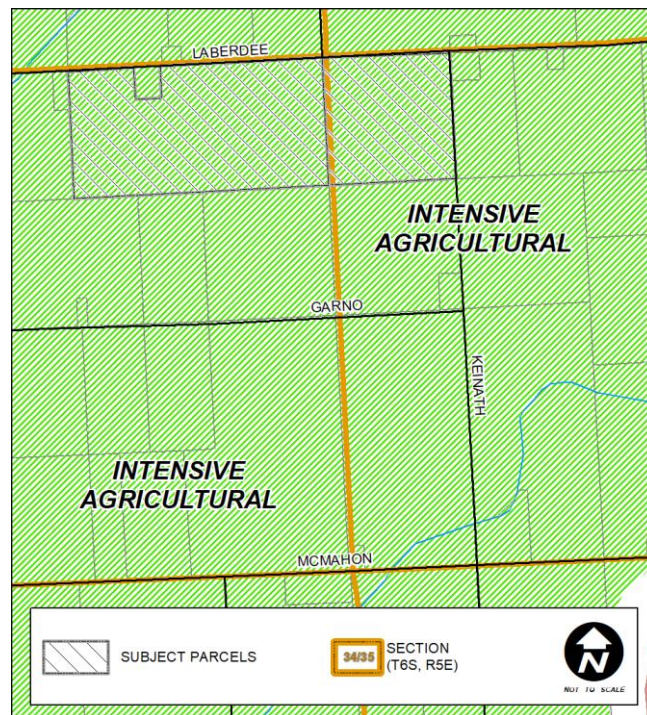 LABERDEE
INTENSIVE
AGRICULTURAL
GARNO
KEINATH
INTENSIVE
AGRICULTURAL
MCMAHON
SUBJECT PARCELS
34/35
SECTION
(T6S, R5E)
N
NOT TO SCALE